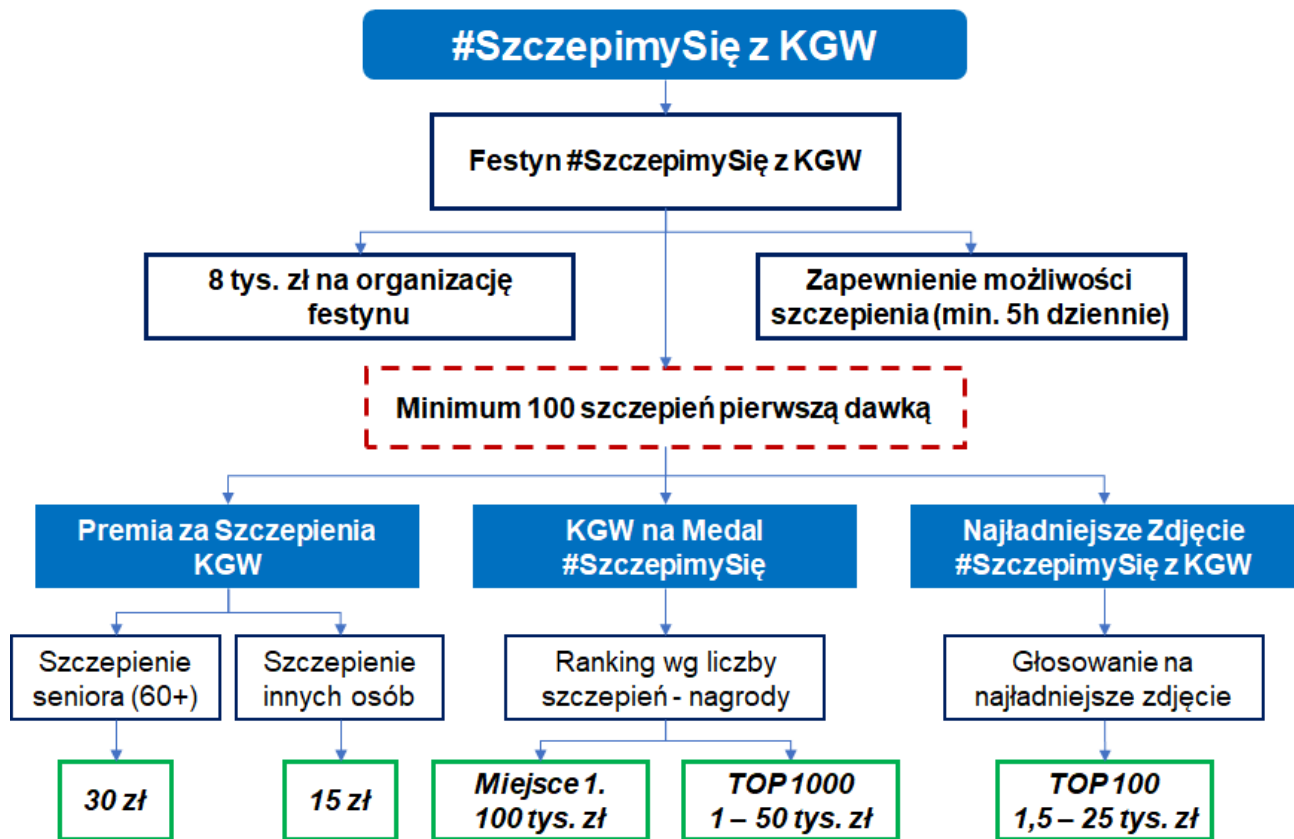 #SzczepimySię z KGW
Festyn #SzczepimySię z KGW
8 tys. zł na organizację
festynu
Zapewnienie możliwości
szczepienia (min. 5h dziennie)
Minimum 100 szczepień pierwszą dawką
Premia za Szczepienia
KGW
KGW na Medal
#SzczepimySię
Najładniejsze Zdjęcie
#SzczepimySię z KGW
Szczepienie
seniora (60+)
Szczepienie
innych osób
Ranking wg liczby
szczepień - nagrody
Głosowanie na
najładniejsze zdjęcie
30 zł
15 zł
Miejsce 1.
100 tys. zł
TOP 1000
1 – 50 tys. zł
TOP 100
1,5 – 25 tys. zł